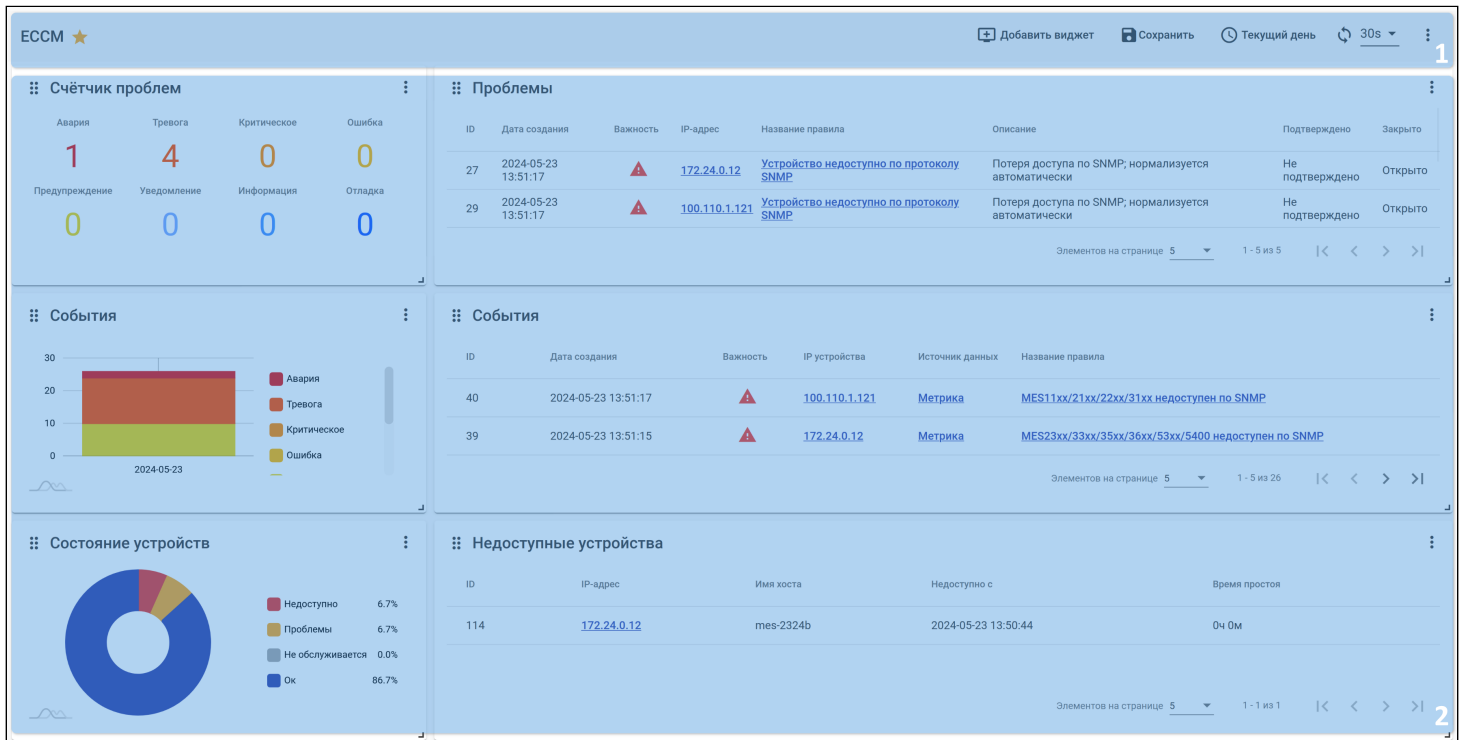 ECCM
Добавить виджет Сохранить Текущий день 30s
1
Счётчик проблем
Авария Тревога Критическое Ошибка
1 4 0 0
Предупреждение Уведомление Информация Отладка
0 0 0 0
Проблемы
ID Дата создания Важность IP-адрес Название правила Описание Подтверждено Закрыто
27 2024-05-23 13:51:17 172.24.0.12 Устройство недоступно по протоколу SNMP Потеря доступа по SNMP; нормализуется автоматически Не подтверждено Открыто
29 2024-05-23 13:51:17 100.110.1.121 Устройство недоступно по протоколу SNMP Потеря доступа по SNMP; нормализуется автоматически Не подтверждено Открыто
Элементов на странице 5 1 - 5 из 5
События
30
20
10
0
2024-05-23
Авария
Тревога
Критическое
Ошибка
События
ID Дата создания Важность IP устройства Источник данных Название правила
40 2024-05-23 13:51:17 100.110.1.121 Метрика MES11xx/21xx/22xx/31xx недоступен по SNMP
39 2024-05-23 13:51:15 172.24.0.12 Метрика MES23xx/33xx/35xx/36xx/53xx/5400 недоступен по SNMP
Элементов на странице 5 1 - 5 из 26
Состояние устройств
Недоступно 6.7%
Проблемы 6.7%
Не обслуживается 0.0%
Ок 86.7%
Недоступные устройства
ID IP-адрес Имя хоста Недоступно с Время простоя
114 172.24.0.12 mes-2324b 2024-05-23 13:50:44 0ч 0м
Элементов на странице 5 1 - 1 из 1
2